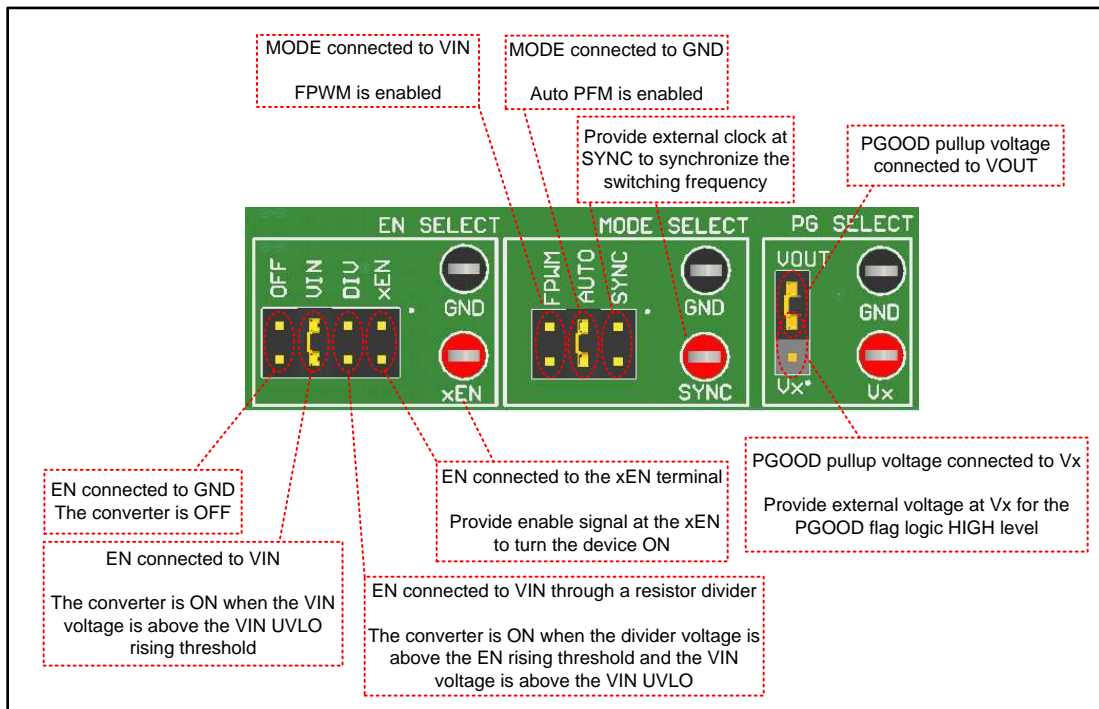 MODE connected to VIN
FPWM is enabled
MODE connected to GND
Auto PFM is enabled
Provide external clock at
SYNC to synchronize the
switching frequency
PGOOD pullup voltage
connected to VOUT
EN SELECT
OFF
VIN
DIV
xEN
GND
xEN
MODE SELECT
FPWM
AUTO
SYNC
GND
SYNC
PG SELECT
VOUT
GND
Vx
Vx
EN connected to GND
The converter is OFF
EN connected to VIN
The converter is ON when the VIN
voltage is above the VIN UVLO
rising threshold
EN connected to the xEN terminal
Provide enable signal at the xEN
to turn the device ON
EN connected to VIN through a resistor divider
The converter is ON when the divider voltage is
above the EN rising threshold and the VIN
voltage is above the VIN UVLO
PGOOD pullup voltage connected to Vx
Provide external voltage at Vx for the
PGOOD flag logic HIGH level